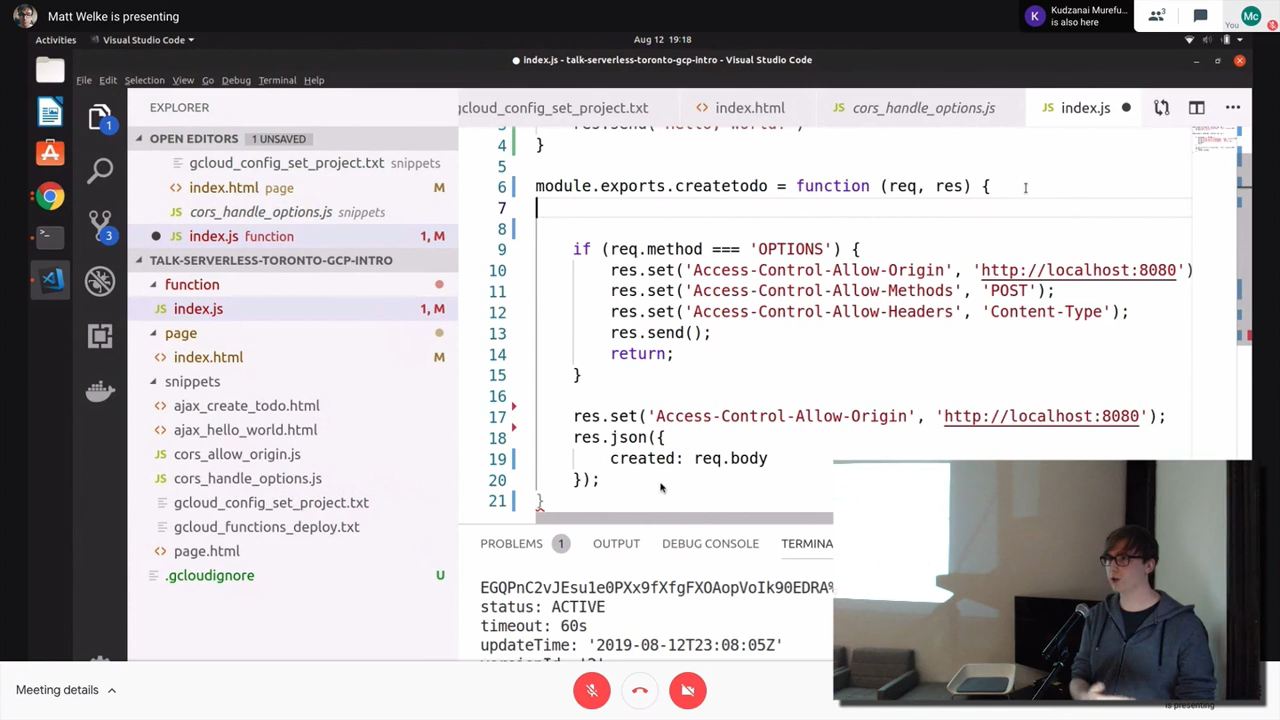 Matt Welke is presenting
K
Kudzanai Murefu...
is also here
3
You
Mc
Activities
Visual Studio Code
Aug 12 19:18
index.js - talk-serverless-toronto-gcp-intro - Visual Studio Code
File Edit Selection View Go Debug Terminal Help
EXPLORER
gcloud_config_set_project.txt
index.html
cors_handle_options.js
index.js
OPEN EDITORS 1 UNSAVED
gcloud_config_set_project.txt snippets
index.html page M
cors_handle_options.js snippets
index.js function 1, M
TALK-SERVERLESS-TORONTO-GCP-INTRO
function
index.js 1, M
page
index.html M
snippets
ajax_create_todo.html
ajax_hello_world.html
cors_allow_origin.js
cors_handle_options.js
gcloud_config_set_project.txt
gcloud_functions_deploy.txt
page.html
.gcloudignore U
1
3
4 }
5
6 module.exports.createtodo = function (req, res) {
7
8
9 if (req.method === 'OPTIONS') {
10 res.set('Access-Control-Allow-Origin', 'http://localhost:8080')
11 res.set('Access-Control-Allow-Methods', 'POST');
12 res.set('Access-Control-Allow-Headers', 'Content-Type');
13 res.send();
14 return;
15 }
16
17 res.set('Access-Control-Allow-Origin', 'http://localhost:8080');
18 res.json({
19 created: req.body
20 });
21 }
PROBLEMS 1 OUTPUT DEBUG CONSOLE TERMINA
EGQPnC2vJEsu1e0PXx9fXfgFXOAopVoIk90EDRA%
status: ACTIVE
timeout: 60s
updateTime: '2019-08-12T23:08:05Z'
Meeting details
is presenting